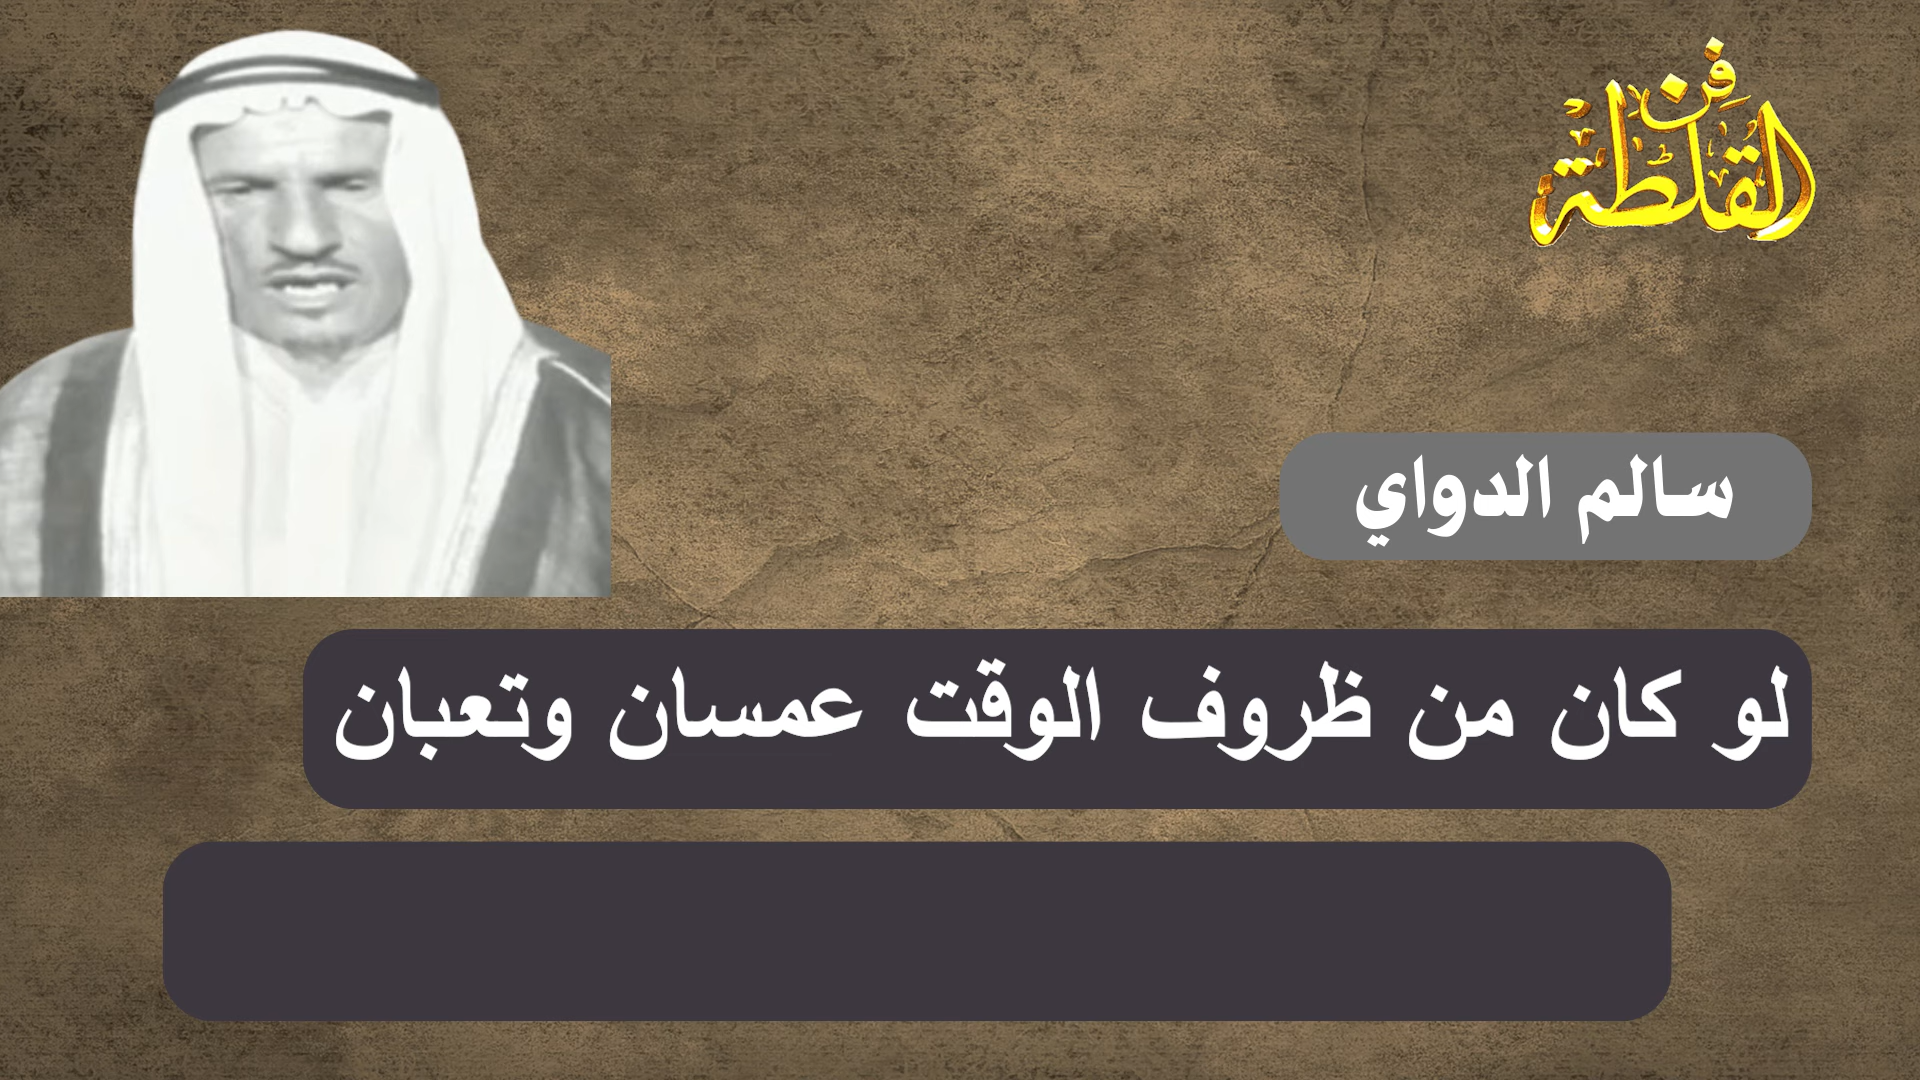 فن
القلطة
سالم الدواي
لو كان من ظروف الوقت عمسان وتعبان